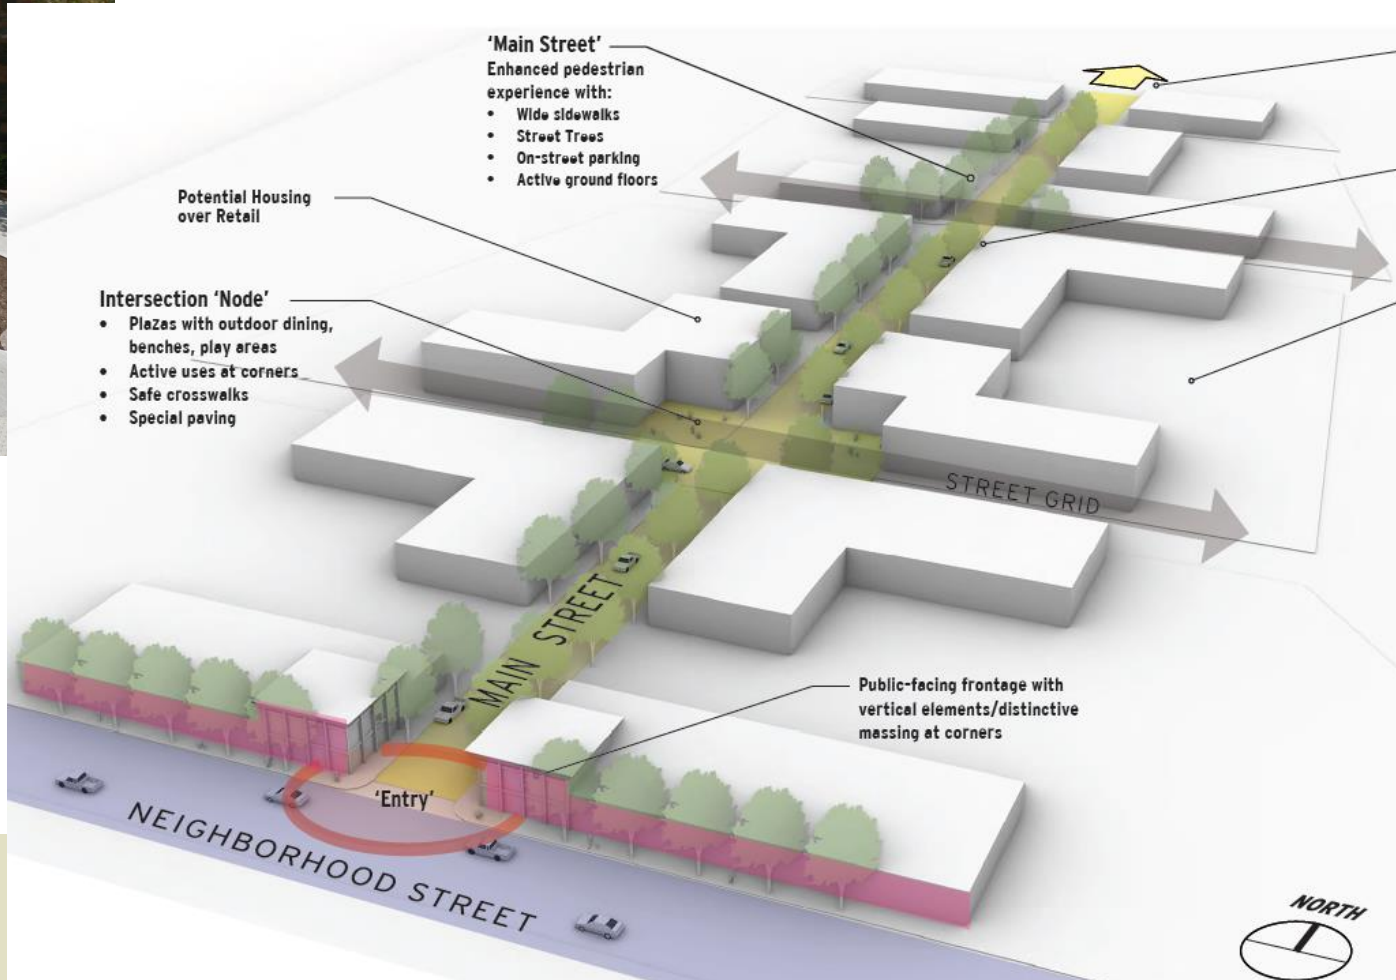 'Main Street'
Enhanced pedestrian
experience with:
• Wide sidewalks
• Street Trees
• On-street parking
• Active ground floors
Potential Housing
over Retail
Intersection 'Node'
• Plazas with outdoor dining,
benches, play areas
• Active uses at corners
• Safe crosswalks
• Special paving
STREET GRID
MAIN STREET
Public-facing frontage with
vertical elements/distinctive
massing at corners
'Entry'
NEIGHBORHOOD STREET
NORTH